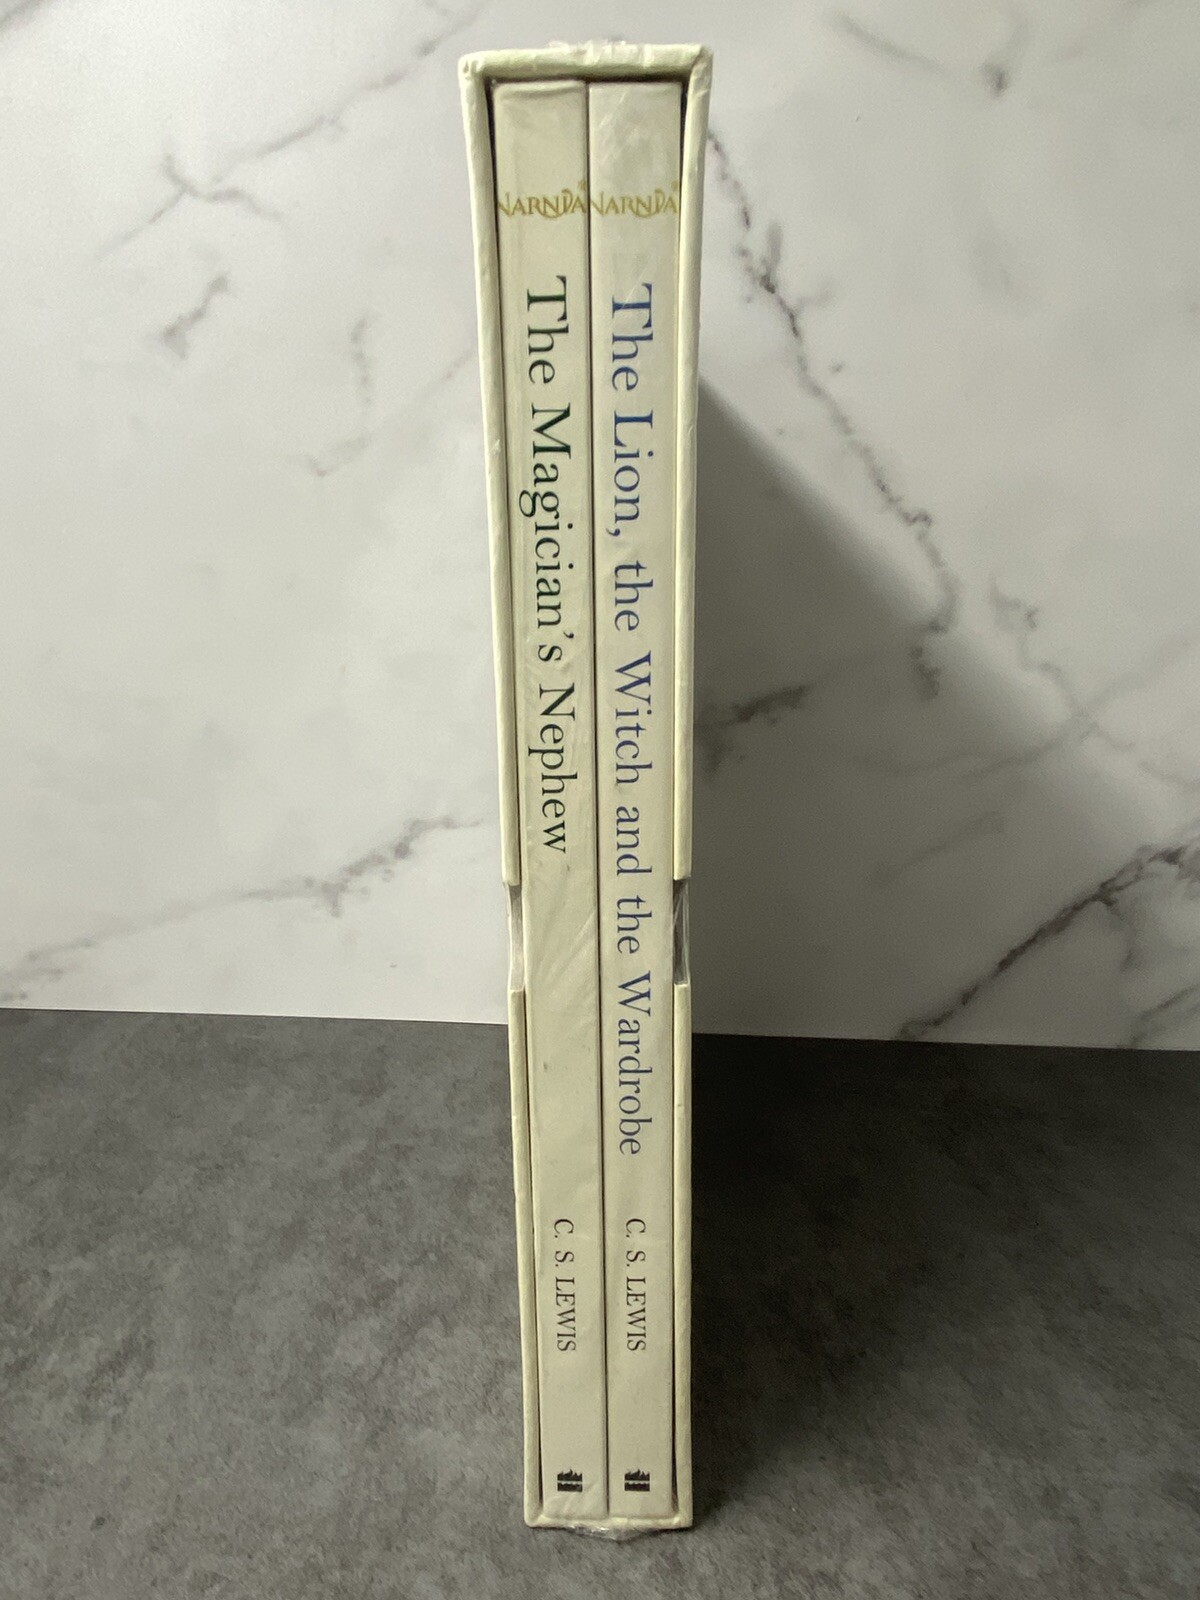 NARNIA
The Magician's Nephew
C. S. LEWIS
NARNIA
The Lion, the Witch and the Wardrobe
C. S. LEWIS